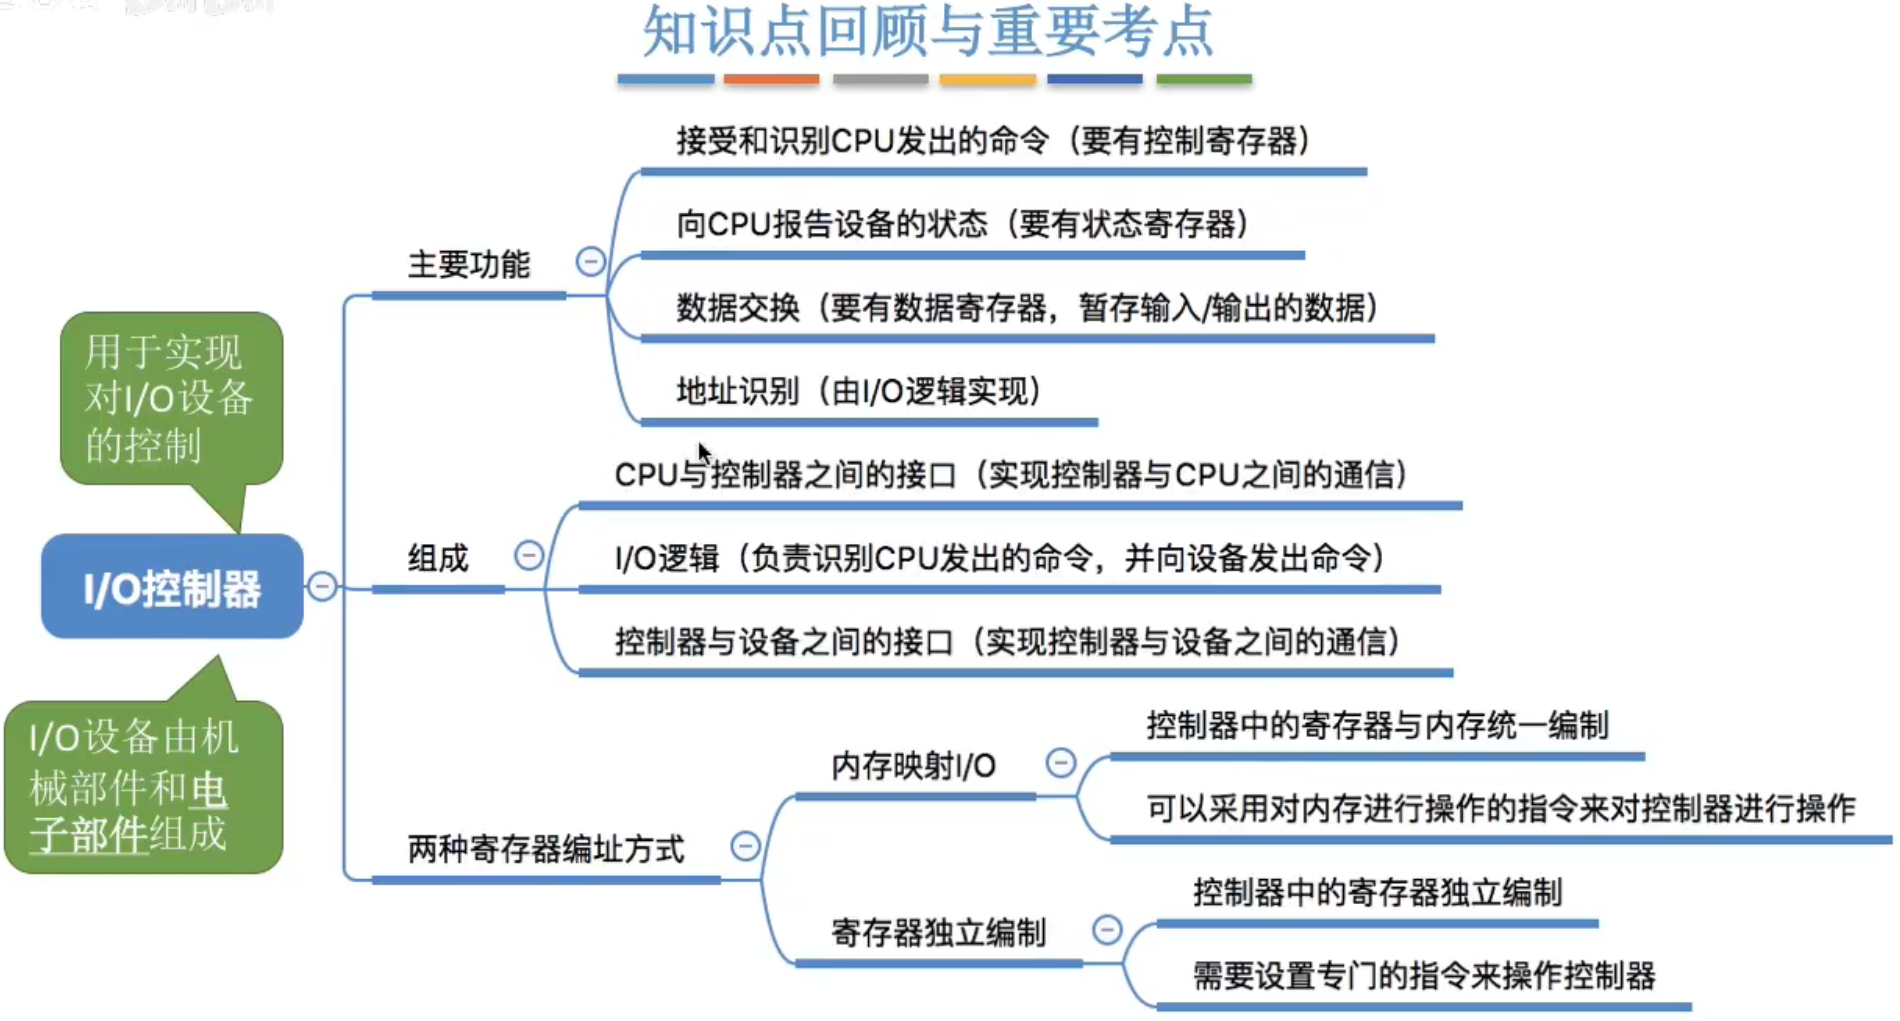 知识点回顾与重要考点
接受和识别CPU发出的命令（要有控制寄存器）
向CPU报告设备的状态（要有状态寄存器）
主要功能
数据交换（要有数据寄存器，暂存输入/输出的数据）
地址识别（由I/O逻辑实现）
用于实现
对I/O设备
的控制
CPU与控制器之间的接口（实现控制器与CPU之间的通信）
组成
I/O逻辑（负责识别CPU发出的命令，并向设备发出命令）
I/O控制器
控制器与设备之间的接口（实现控制器与设备之间的通信）
I/O设备由机
械部件和电
子部件组成
控制器中的寄存器与内存统一编制
内存映射I/O
可以采用对内存进行操作的指令来对控制器进行操作
两种寄存器编址方式
控制器中的寄存器独立编制
寄存器独立编制
需要设置专门的指令来操作控制器